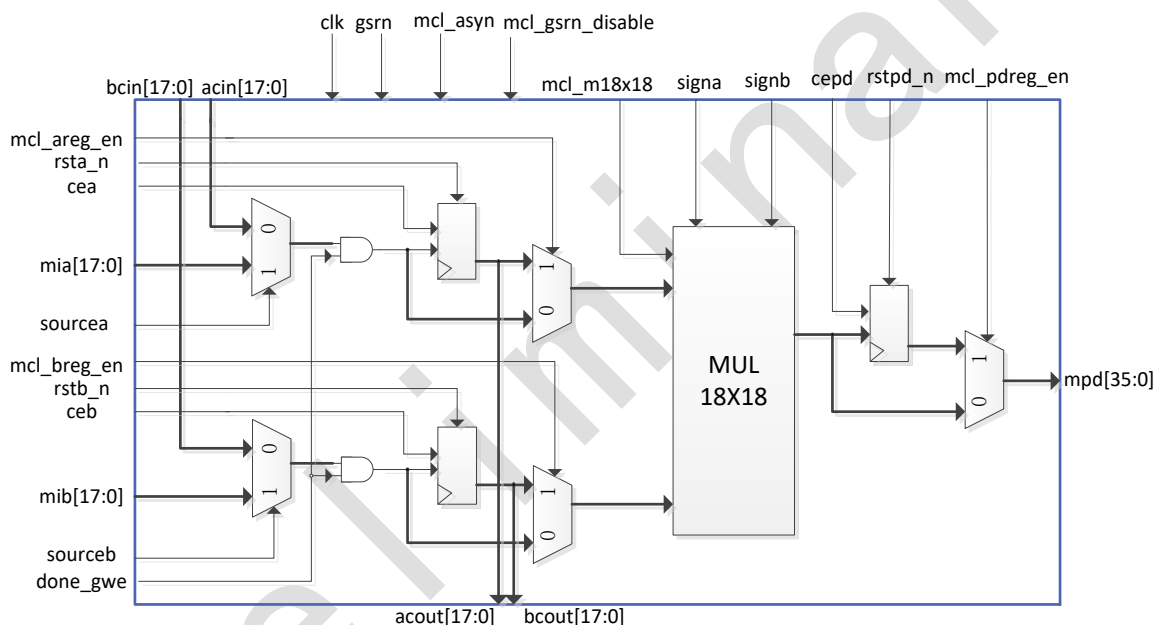 clk gsrn mcl_asyn mcl_gsrn_disable
bcin[17:0] acin[17:0] mcl_m18x18 signa signb cepd rstpd_n mcl_pdreg_en
mcl_areg_en
rsta_n
cea
0
1
mia[17:0]
1
0
sourcea
mcl_breg_en
rstb_n
ceb
MUL
18X18
1
0
mpd[35:0]
0
1
mib[17:0]
1
0
sourceb
done_gwe
acout[17:0] bcout[17:0]